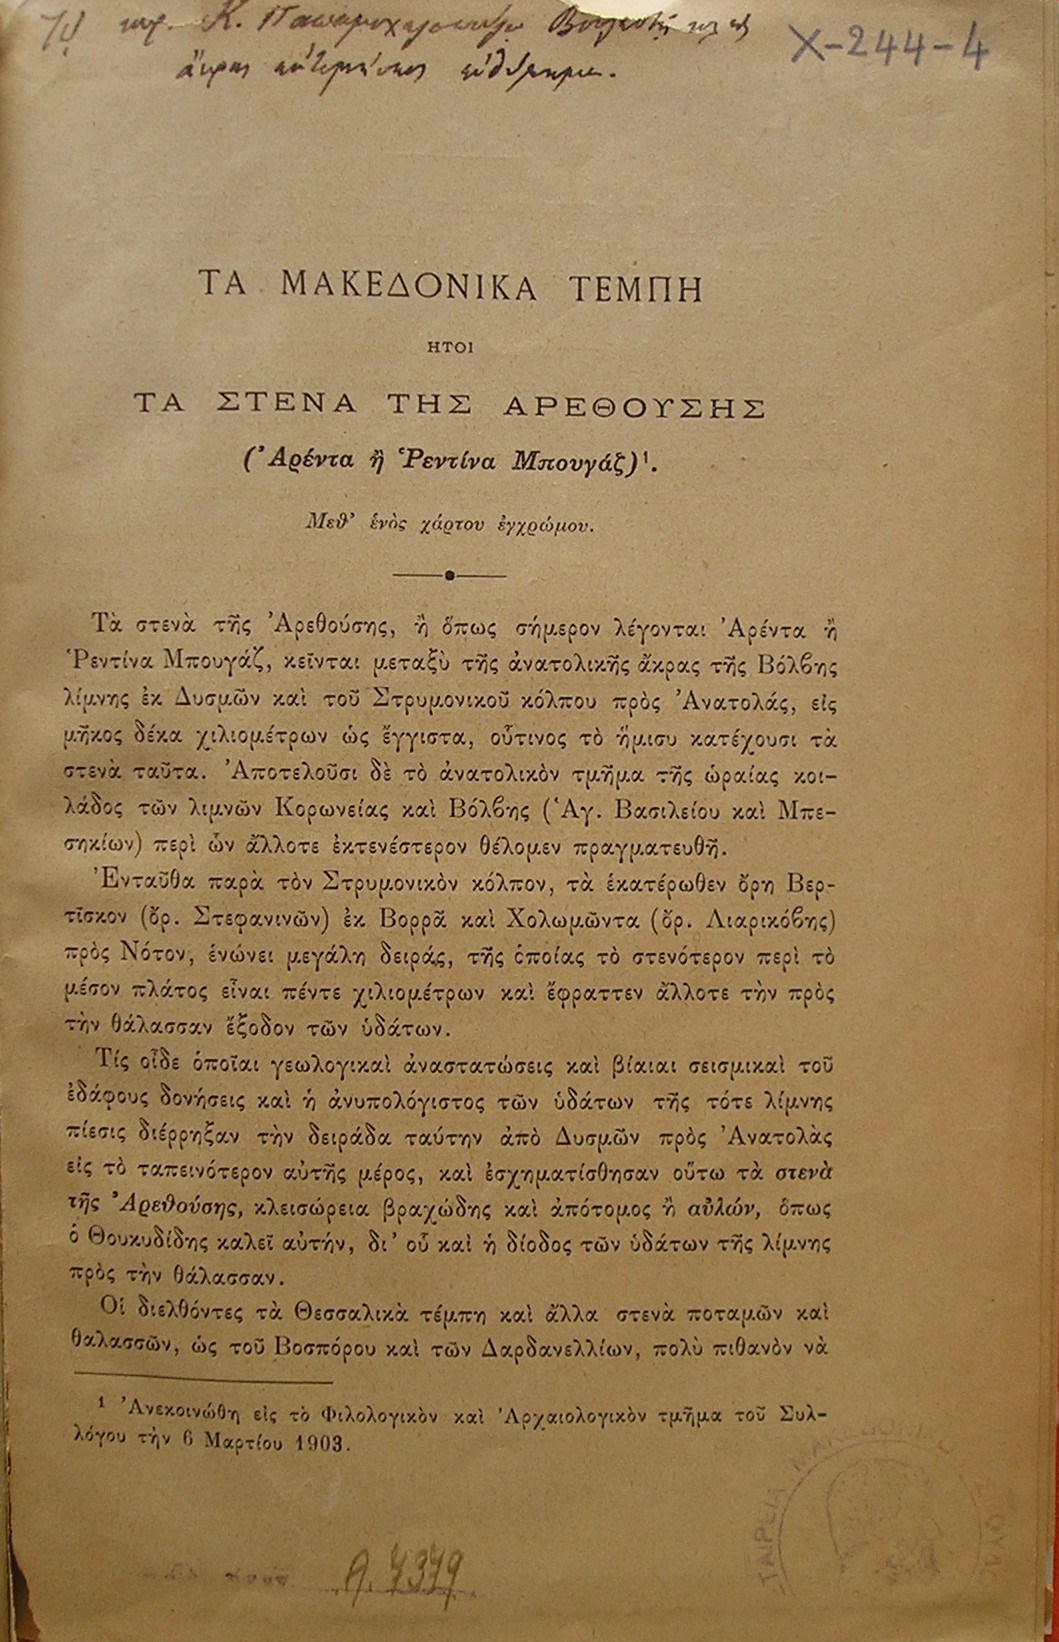 Κ.
Χ-244-4
ΤΑ ΜΑΚΕΔΟΝΙΚΑ ΤΕΜΠΗ
ΗΤΟΙ
ΤΑ ΣΤΕΝΑ ΤΗΣ ΑΡΕΘΟΥΣΗΣ
(Ἀρέντα ἢ Ῥεντίνα Μπουγάζ)¹.
Μεθ' ἑνὸς χάρτου ἐγχρώμου.
Τὰ στενὰ τῆς Ἀρεθούσης, ἢ ὅπως σήμερον λέγονται Ἀρέντα ἢ
Ῥεντίνα Μπουγάζ, κεῖνται μεταξὺ τῆς ἀνατολικῆς ἄκρας τῆς Βόλβης
λίμνης ἐκ Δυσμῶν καὶ τοῦ Στρυμονικοῦ κόλπου πρὸς Ἀνατολάς, εἰς
μῆκος δέκα χιλιομέτρων ὡς ἔγγιστα, οὗτινος τὸ ἥμισυ κατέχουσι τὰ
στενὰ ταῦτα. Ἀποτελοῦσι δὲ τὸ ἀνατολικὸν τμῆμα τῆς ὡραίας κοι-
λάδος τῶν λιμνῶν Κορωνείας καὶ Βόλβης (Ἁγ. Βασιλείου καὶ Μπε-
σηκίων) περὶ ὧν ἄλλοτε ἐκτενέστερον θέλομεν πραγματευθῆ.
Ἐνταῦθα παρὰ τὸν Στρυμονικὸν κόλπον, τὰ ἑκατέρωθεν ὄρη Βερ-
τῖσκον (ὄρ. Στεφανινῶν) ἐκ Βορρᾶ καὶ Χολωμῶντα (ὄρ. Λιαρικόβης)
πρὸς Νότον, ἑνώνει μεγάλη δειράς, τῆς ὁποίας τὸ στενότερον περὶ τὸ
μέσον πλάτος εἶναι πέντε χιλιομέτρων καὶ ἔφραττεν ἄλλοτε τὴν πρὸς
τὴν θάλασσαν ἔξοδον τῶν ὑδάτων.
Τίς οἶδε ὁποῖαι γεωλογικαὶ ἀναστατώσεις καὶ βίαιαι σεισμικαὶ τοῦ
ἐδάφους δονήσεις καὶ ἡ ἀνυπολόγιστος τῶν ὑδάτων τῆς τότε λίμνης
πίεσις διέρρηξαν τὴν δειράδα ταύτην ἀπὸ Δυσμῶν πρὸς Ἀνατολὰς
εἰς τὸ ταπεινότερον αὐτῆς μέρος, καὶ ἐσχηματίσθησαν οὕτω τὰ στενὰ
τῆς Ἀρεθούσης, κλεισώρεια βραχώδης καὶ ἀπότομος ἢ αὐλών, ὅπως
ὁ Θουκυδίδης καλεῖ αὐτήν, δι' οὗ καὶ ἡ δίοδος τῶν ὑδάτων τῆς λίμνης
πρὸς τὴν θάλασσαν.
Οἱ διελθόντες τὰ Θεσσαλικὰ τέμπη καὶ ἄλλα στενὰ ποταμῶν καὶ
θαλασσῶν, ὡς τοῦ Βοσπόρου καὶ τῶν Δαρδανελλίων, πολὺ πιθανὸν νὰ
¹ Ἀνεκοινώθη εἰς τὸ Φιλολογικὸν καὶ Ἀρχαιολογικὸν τμῆμα τοῦ Συλ-
λόγου τὴν 6 Μαρτίου 1903.
ΤΑΙΡΕΙΑ ΜΑΚΕΔΟΝΙΚ
Α. 7379